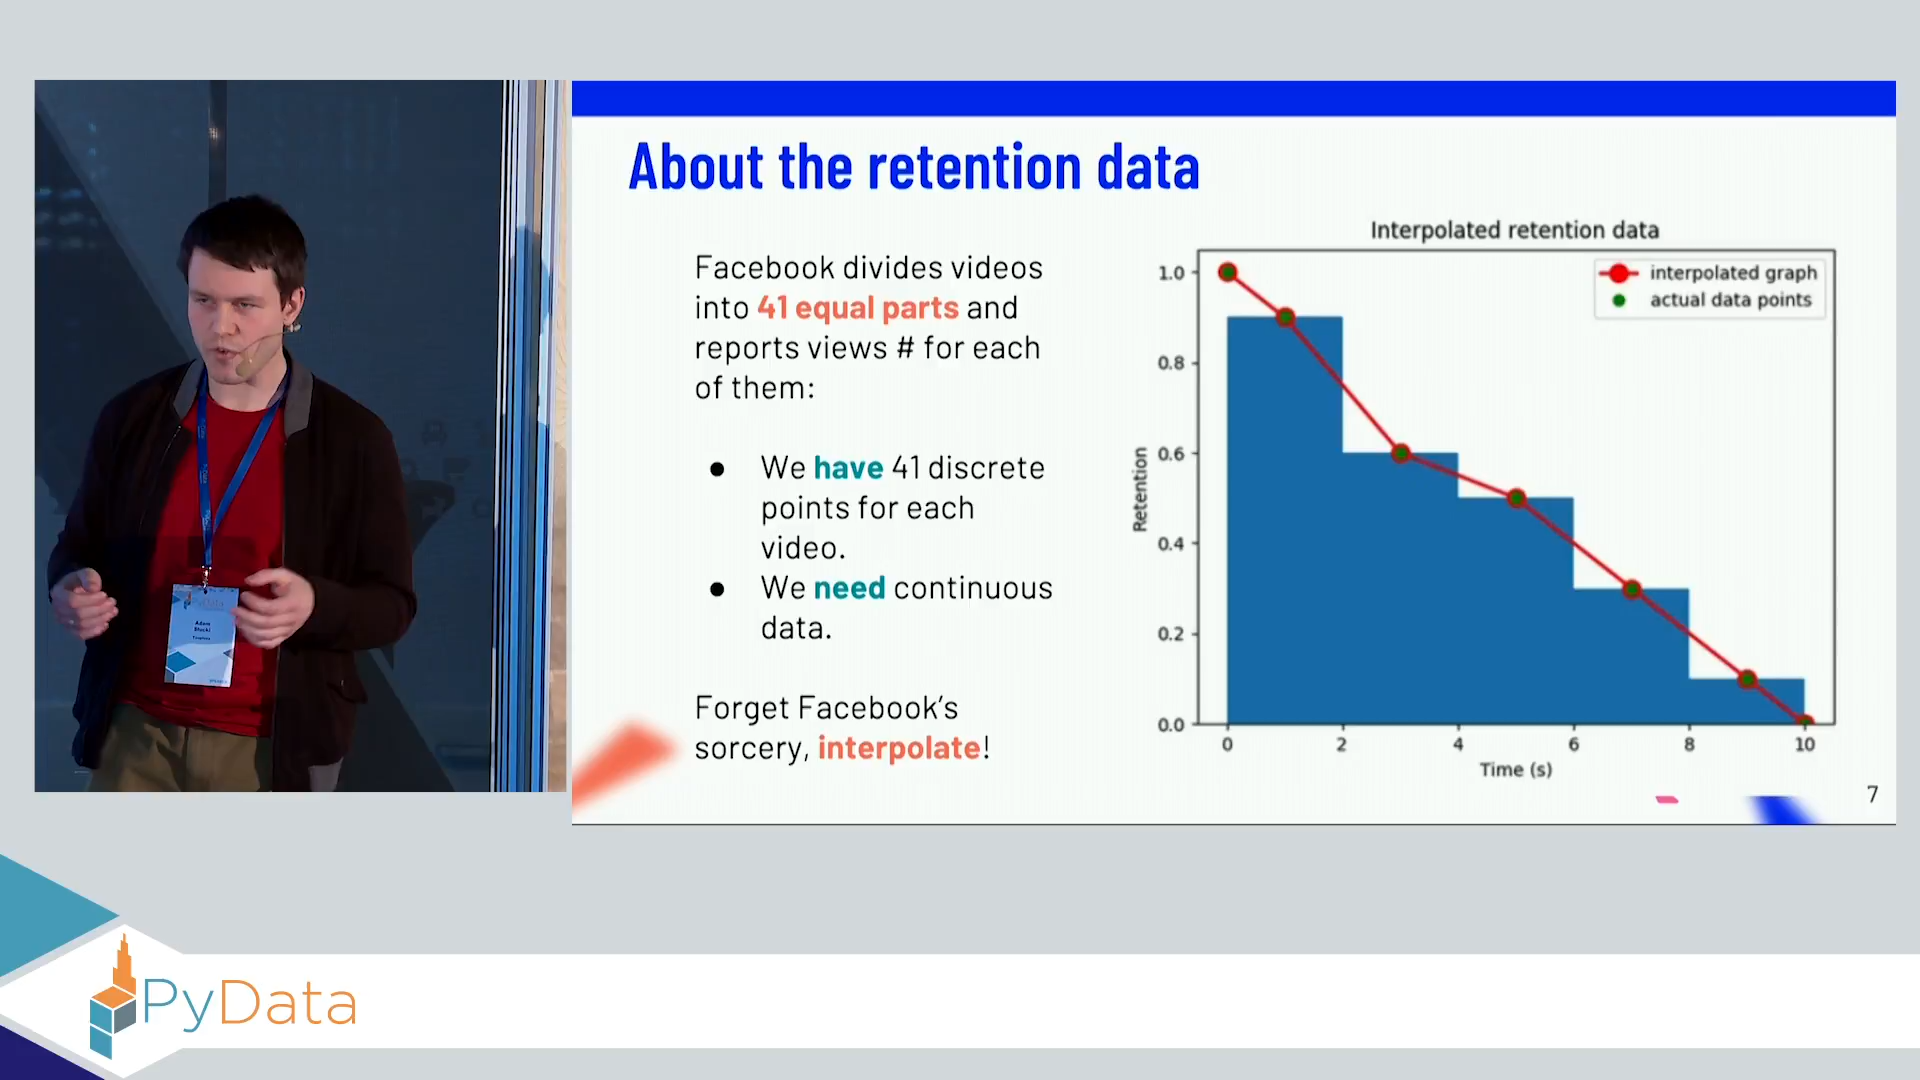 About the retention data
Facebook divides videos
into 41 equal parts and
reports views # for each
of them:
● We have 41 discrete
points for each
video.
● We need continuous
data.
Forget Facebook's
sorcery, interpolate!
Interpolated retention data
interpolated graph
actual data points
Retention
1.0
0.8
0.6
0.4
0.2
0.0
0
2
4
6
8
10
Time (s)
7
PyData
Adam
PyData